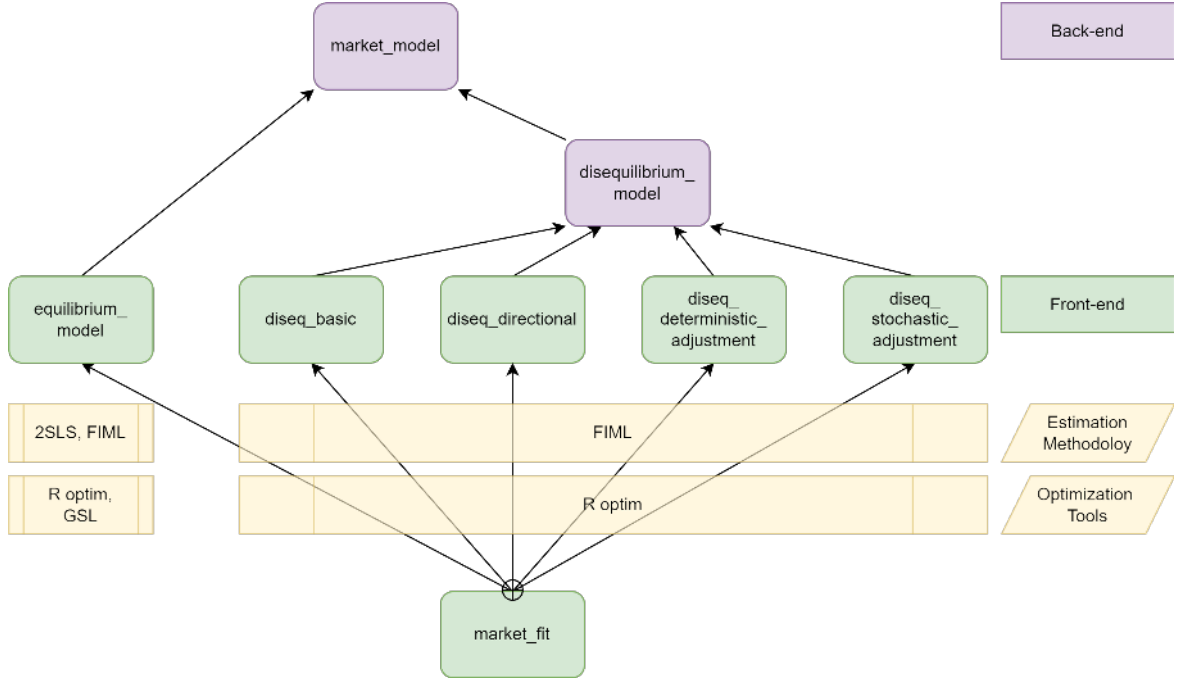 market_model
Back-end
disequilibrium_
model
equilibrium_
model
diseq_basic
diseq_directional
diseq_
deterministic_
adjustment
diseq_
stochastic_
adjustment
Front-end
2SLS, FIML
FIML
Estimation
Methodoloy
R optim,
GSL
R optim
Optimization
Tools
market_fit